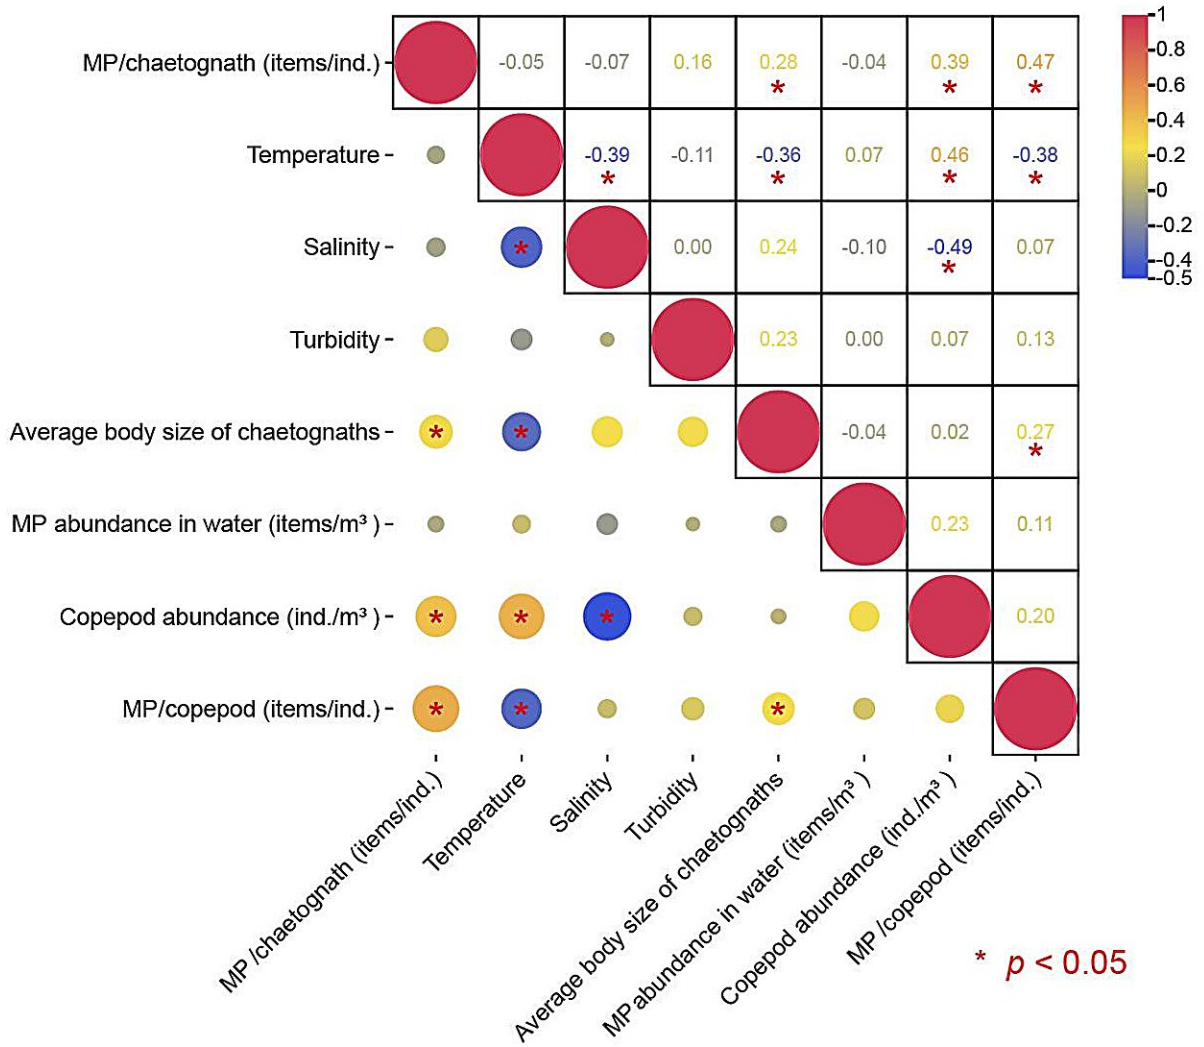 MP/chaetognath (items/ind.) -0.05 -0.07 0.16 0.28 -0.04 0.39 0.47
* * *
Temperature -0.39 -0.11 -0.36 0.07 0.46 -0.38
* * * *
Salinity * 0.00 0.24 -0.10 -0.49 0.07
*
Turbidity 0.23 0.00 0.07 0.13
Average body size of chaetognaths * * -0.04 0.02 0.27
*
MP abundance in water (items/m³ ) 0.23 0.11
Copepod abundance (ind./m³ ) * * * 0.20
MP/copepod (items/ind.) * * *
MP /chaetognath (items/ind.)
Temperature
Salinity
Turbidity
Average body size of chaetognaths
MPabundance in water (items/m³ )
Copepod abundance (ind./m³ )
MP /copepod (items/ind.)
1
0.8
0.6
0.4
0.2
0
-0.2
-0.4
-0.5
* p < 0.05